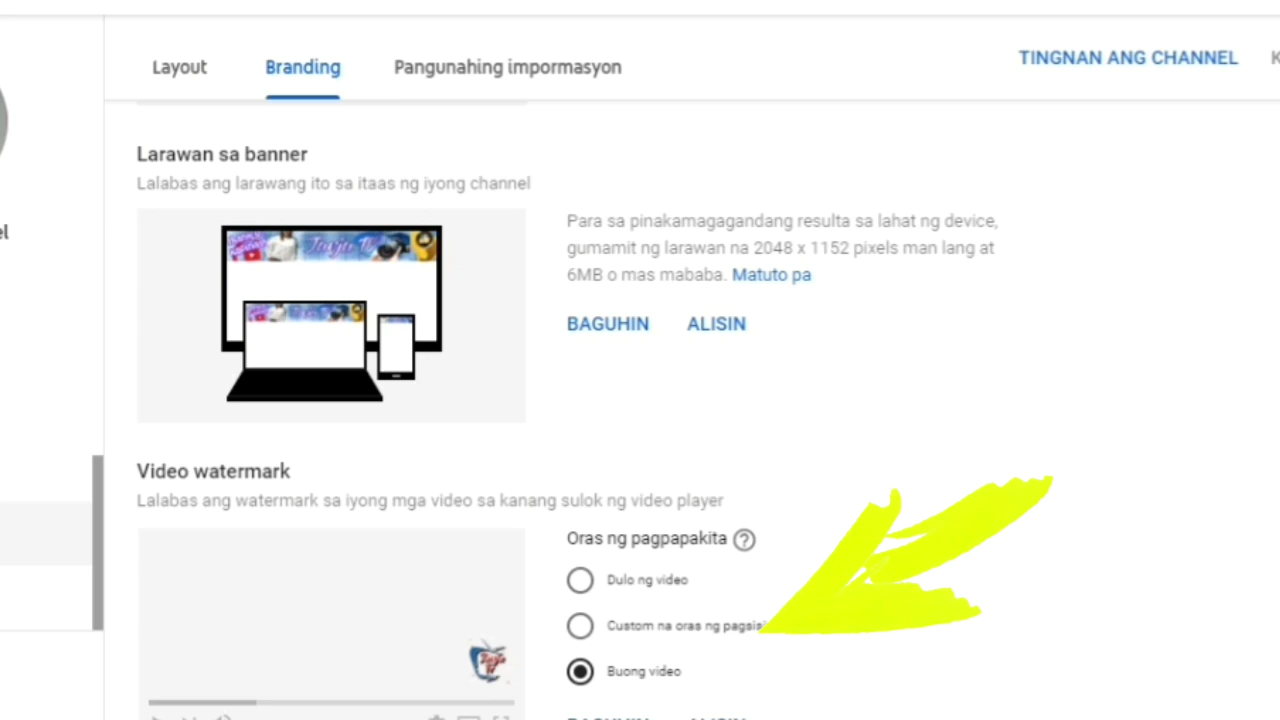 Layout Branding Pangunahing impormasyon TINGNAN ANG CHANNEL
Larawan sa banner
Lalabas ang larawang ito sa itaas ng iyong channel
Para sa pinakamagagandang resulta sa lahat ng device,
gumamit ng larawan na 2048 x 1152 pixels man lang at
6MB o mas mababa. Matuto pa
BAGUHIN ALISIN
Video watermark
Lalabas ang watermark sa iyong mga video sa kanang sulok ng video player
Oras ng pagpapakita
Dulo ng video
Custom na oras ng
Buong video